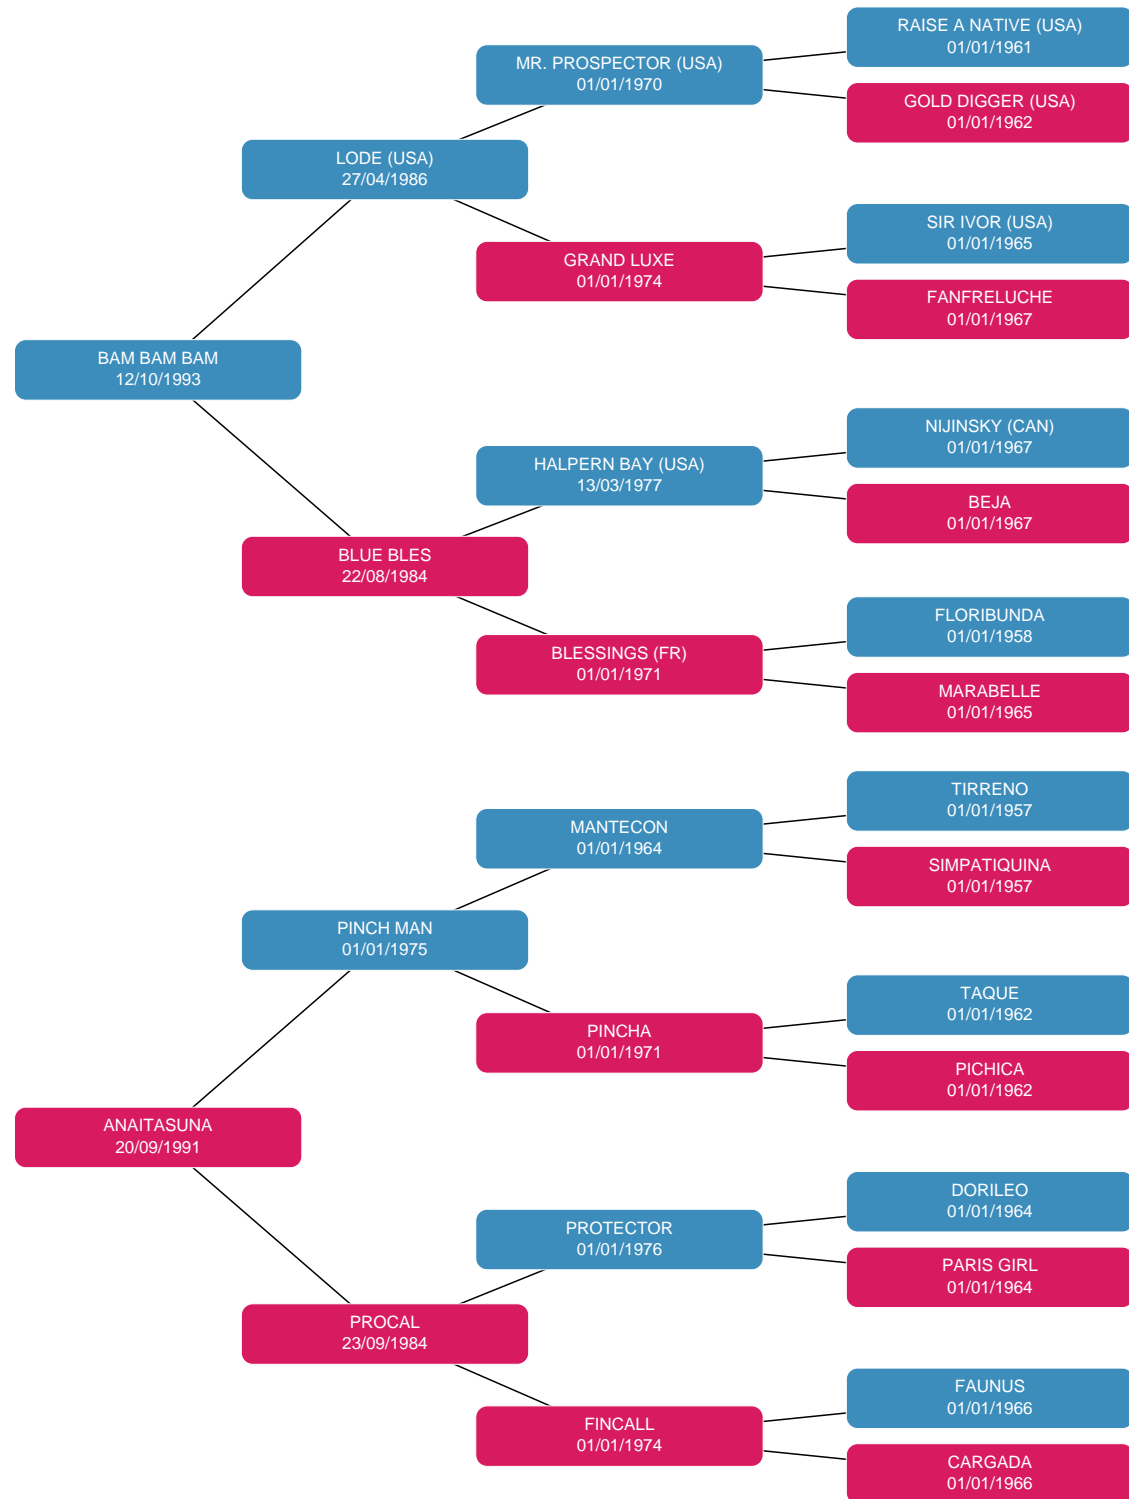 RAISE A NATIVE (USA)
01/01/1961
MR. PROSPECTOR (USA)
01/01/1970
GOLD DIGGER (USA)
01/01/1962
LODE (USA)
27/04/1986
SIR IVOR (USA)
01/01/1965
GRAND LUXE
01/01/1974
FANFRELUCHE
01/01/1967
BAM BAM BAM
12/10/1993
NIJINSKY (CAN)
01/01/1967
HALPERN BAY (USA)
13/03/1977
BEJA
01/01/1967
BLUE BLES
22/08/1984
FLORIBUNDA
01/01/1958
BLESSINGS (FR)
01/01/1971
MARABELLE
01/01/1965
TIRRENO
01/01/1957
MANTECON
01/01/1964
SIMPATIQUINA
01/01/1957
PINCH MAN
01/01/1975
TAQUE
01/01/1962
PINCHA
01/01/1971
PICHICA
01/01/1962
ANAITASUNA
20/09/1991
DORILEO
01/01/1964
PROTECTOR
01/01/1976
PARIS GIRL
01/01/1964
PROCAL
23/09/1984
FAUNUS
01/01/1966
FINCALL
01/01/1974
CARGADA
01/01/1966